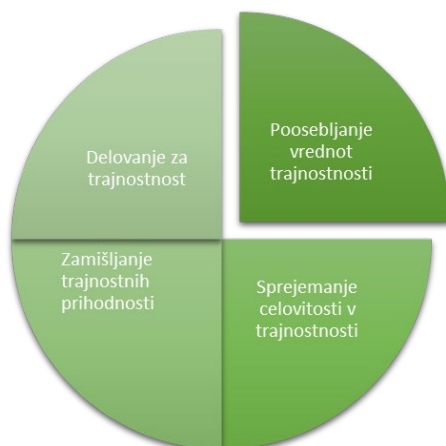 Poosebljanje
vrednot
trajnostnosti
Delovanje za
trajnostnost
Zamišljanje
trajnostnih
prihodnosti
Sprejemanje
celovitosti v
trajnostnosti